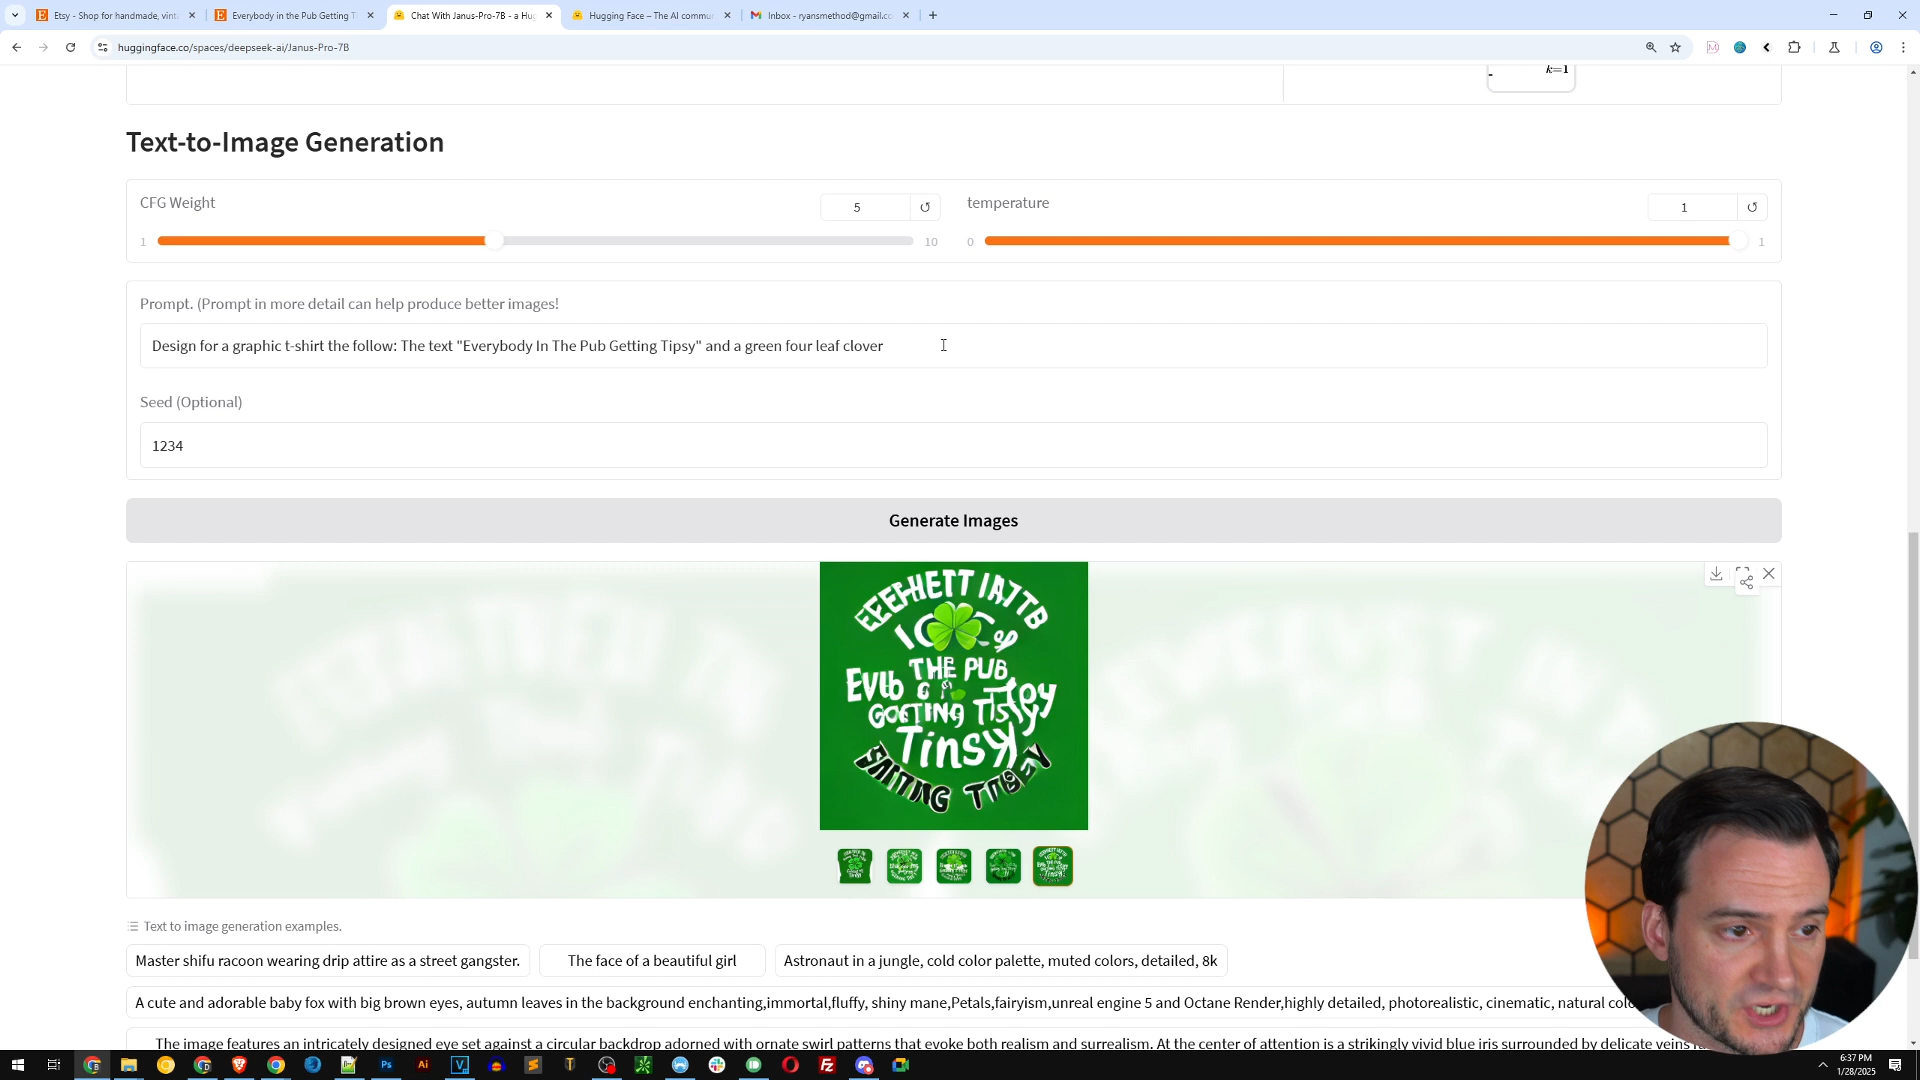 Etsy - Shop for handmade, vint
Everybody in the Pub Getting T
Chat With Janus-Pro-7B - a Hug
Hugging Face – The AI commu
Inbox - ryansmethod@gmail.co
huggingface.co/spaces/deepseek-ai/Janus-Pro-7B
k=1
Text-to-Image Generation
CFG Weight
5
temperature
1
1
10
0
1
Prompt. (Prompt in more detail can help produce better images!
Design for a graphic t-shirt the follow: The text "Everybody In The Pub Getting Tipsy" and a green four leaf clover
Seed (Optional)
1234
Generate Images
THE PUB
Text to image generation examples.
Master shifu racoon wearing drip attire as a street gangster.
The face of a beautiful girl
Astronaut in a jungle, cold color palette, muted colors, detailed, 8k
A cute and adorable baby fox with big brown eyes, autumn leaves in the background enchanting,immortal,fluffy, shiny mane,Petals,fairyism,unreal engine 5 and Octane Render,highly detailed, photorealistic, cinematic, natural colo
The image features an intricately designed eye set against a circular backdrop adorned with ornate swirl patterns that evoke both realism and surrealism. At the center of attention is a strikingly vivid blue iris surrounded by delicate veins
6:37 PM
1/28/2025